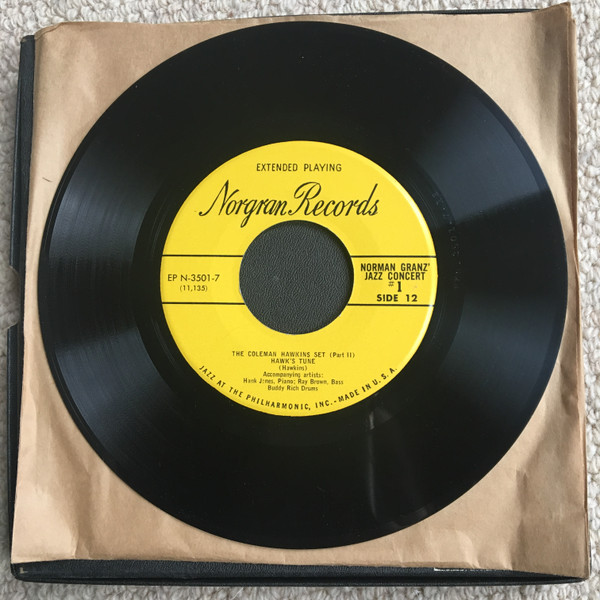 EXTENDED PLAYING
Norgran Records
EP N-3501-7
(11,135)
NORMAN GRANZ'
JAZZ CONCERT
#1
SIDE 12
THE COLEMAN HAWKINS SET (Part II)
HAWK'S TUNE
(Hawkins)
Accompanying artists:
Hank Jones, Piano; Ray Brown, Bass
Buddy Rich Drums
JAZZ AT THE PHILHARMONIC, INC.-MADE IN U.S.A.